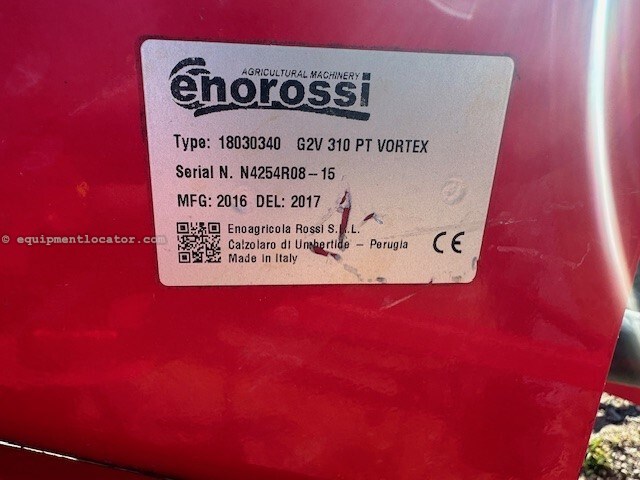 AGRICULTURAL MACHINERY
enorossi
Type: 18030340 G2V 310 PT VORTEX
Serial N. N4254R08-15
MFG: 2016 DEL: 2017
Enoagricola Rossi S.R.L.
Calzolaro di Umbertide - Perugia
Made in Italy
CE
© equipmentlocator.com